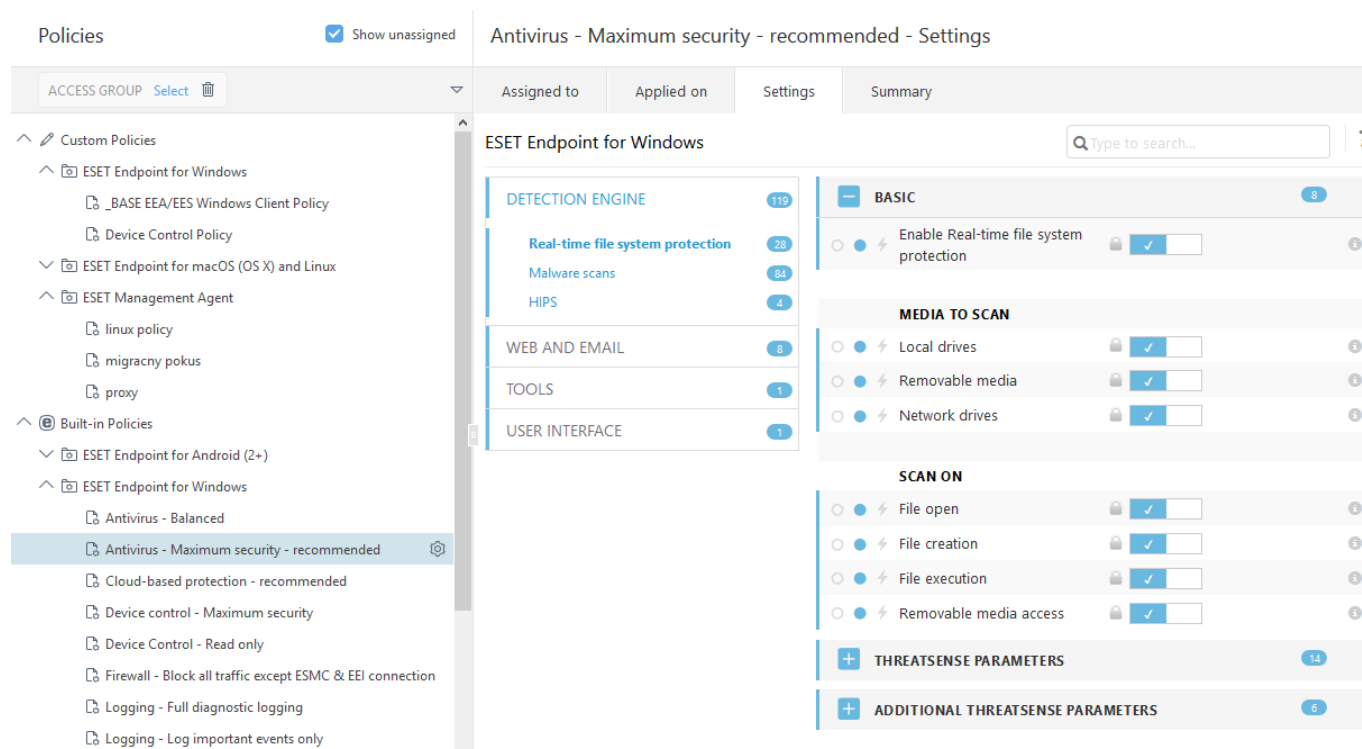 Policies
Show unassigned
ACCESS GROUP Select
Custom Policies
ESET Endpoint for Windows
_BASE EEA/EES Windows Client Policy
Device Control Policy
ESET Endpoint for macOS (OS X) and Linux
ESET Management Agent
linux policy
migracny pokus
proxy
Built-in Policies
ESET Endpoint for Android (2+)
ESET Endpoint for Windows
Antivirus - Balanced
Antivirus - Maximum security - recommended
Cloud-based protection - recommended
Device control - Maximum security
Device Control - Read only
Firewall - Block all traffic except ESMC & EEI connection
Logging - Full diagnostic logging
Logging - Log important events only
Antivirus - Maximum security - recommended - Settings
Assigned to Applied on Settings Summary
ESET Endpoint for Windows
Type to search...
DETECTION ENGINE 119
Real-time file system protection 28
Malware scans 84
HIPS 4
WEB AND EMAIL 8
TOOLS 1
USER INTERFACE 1
BASIC 8
Enable Real-time file system
protection
MEDIA TO SCAN
Local drives
Removable media
Network drives
SCAN ON
File open
File creation
File execution
Removable media access
THREATSENSE PARAMETERS 14
ADDITIONAL THREATSENSE PARAMETERS 6